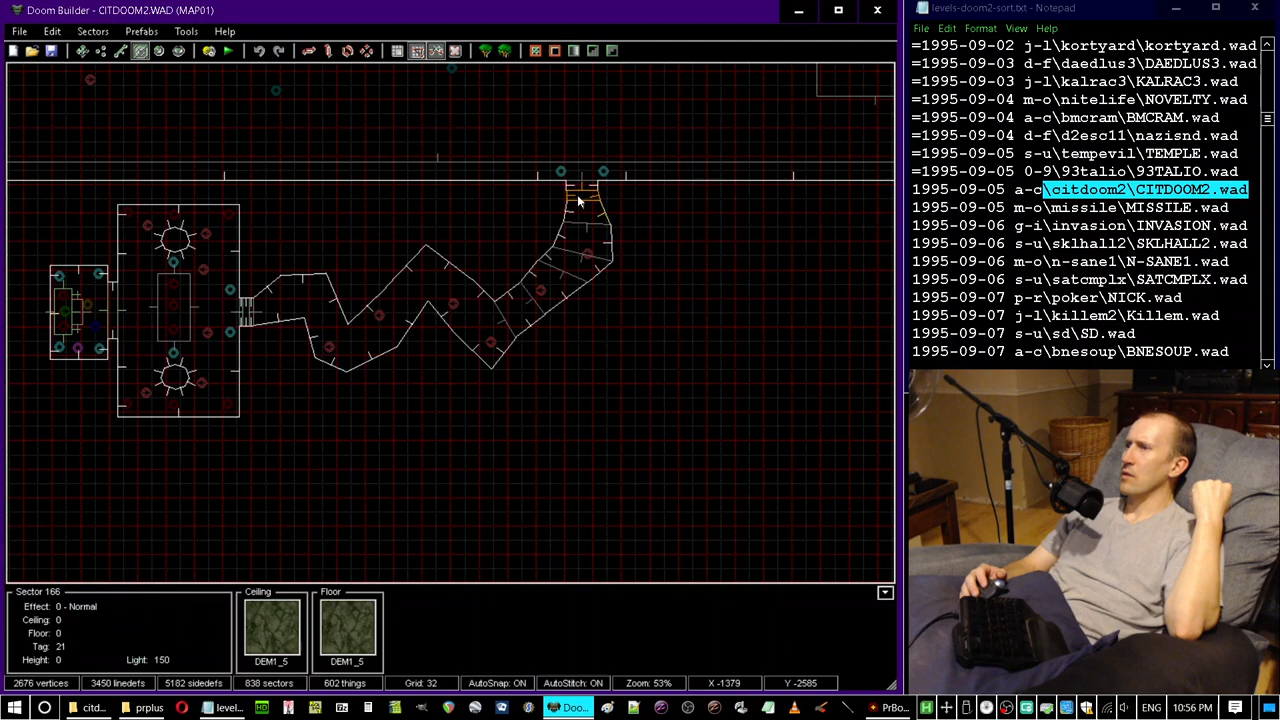 Doom Builder - CITDOOM2.WAD (MAP01)
File Edit Sectors Prefabs Tools Help
Sector 166
Effect: 0 - Normal
Ceiling: 0
Floor: 0
Tag: 21
Height: 0 Light: 150
Ceiling
DEM1_5
Floor
DEM1_5
2676 vertices 3450 linedefs 5182 sidedefs 838 sectors 602 things Grid: 32 AutoSnap: ON AutoStitch: ON Zoom: 53% X -1379 Y -2585
levels-doom2-sort.txt - Notepad
File Edit Format View Help
=1995-09-02 j-l\kortyard\kortyard.wad
=1995-09-03 d-f\daedlus3\DAEDLUS3.wad
=1995-09-03 j-l\kalrac3\KALRAC3.wad
=1995-09-04 m-o\nitelife\NOVELTY.wad
=1995-09-04 a-c\bmcram\BMCRAM.wad
=1995-09-04 d-f\d2esc11\nazisnd.wad
=1995-09-05 s-u\tempevil\TEMPLE.wad
=1995-09-05 0-9\93talio\93TALIO.wad
1995-09-05 a-c\citdoom2\CITDOOM2.wad
1995-09-05 m-o\missile\MISSILE.wad
1995-09-06 g-i\invasion\INVASION.wad
1995-09-06 s-u\sklhall2\SKLHALL2.wad
1995-09-06 m-o\n-sane1\N-SANE1.wad
1995-09-06 s-u\satcmplx\SATCMPLX.wad
1995-09-07 p-r\poker\NICK.wad
1995-09-07 j-l\killem2\Killem.wad
1995-09-07 s-u\sd\SD.wad
1995-09-07 a-c\bnesoup\BNESOUP.wad
citd... prplus level... Doo... PrBo... 10:56 PM